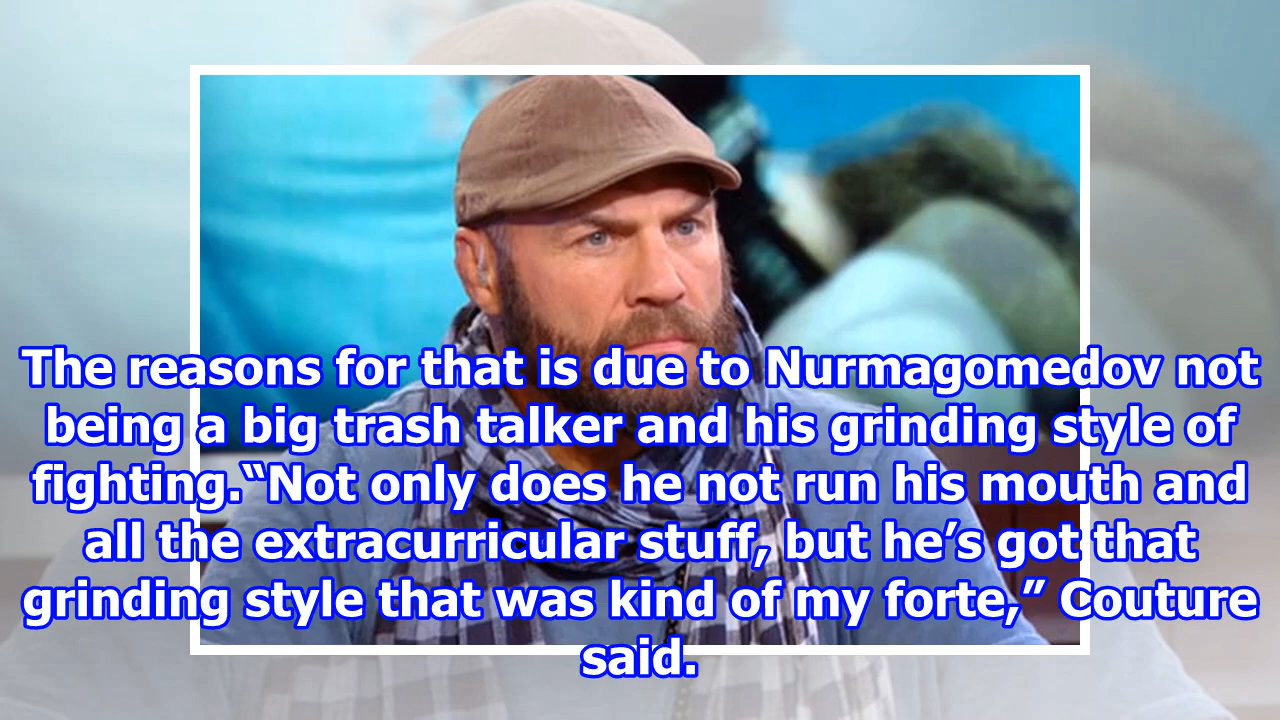 The reasons for that is due to Nurmagomedov not
being a big trash talker and his grinding style of
fighting.“Not only does he not run his mouth and
all the extracurricular stuff, but he’s got that
grinding style that was kind of my forte,” Couture
said.